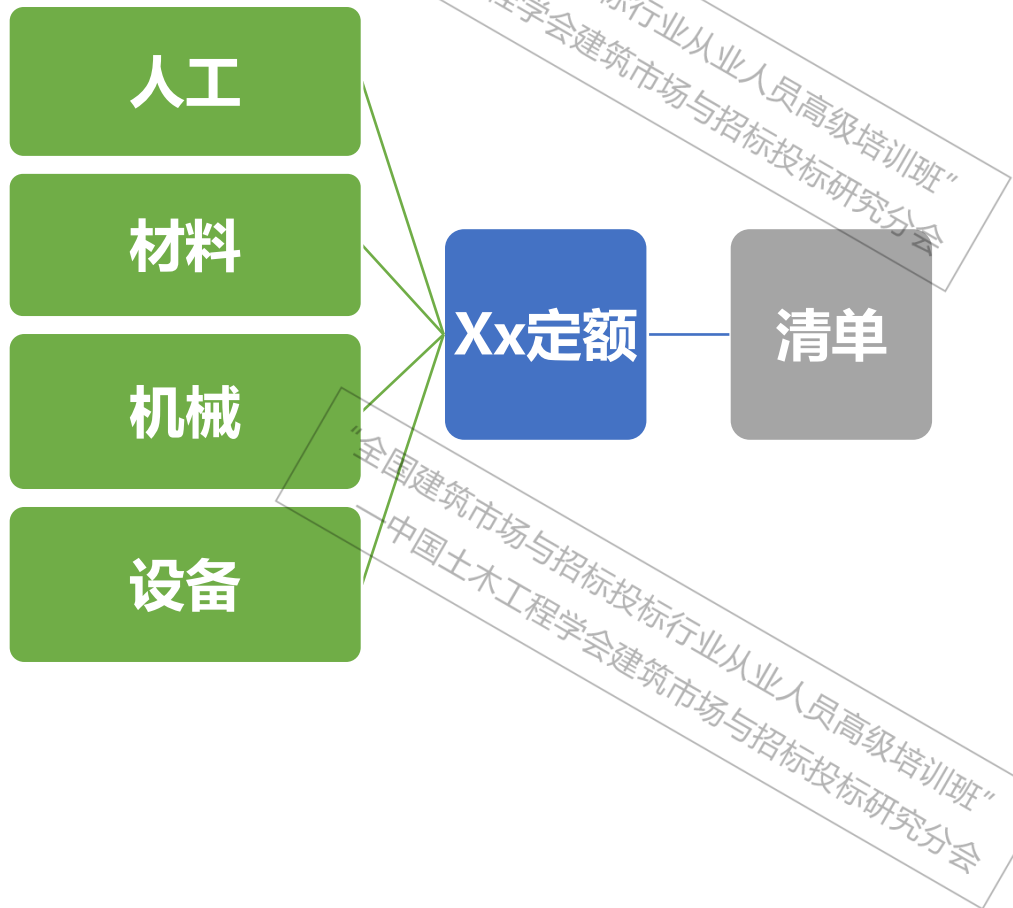 人工
材料
机械
设备
Xx定额
清单
标行业从业人员高级培训班”
程学会建筑市场与招标投标研究分会
“全国建筑市场与招标投标行业从业人员高级培训班”
—中国土木工程学会建筑市场与招标投标研究分会